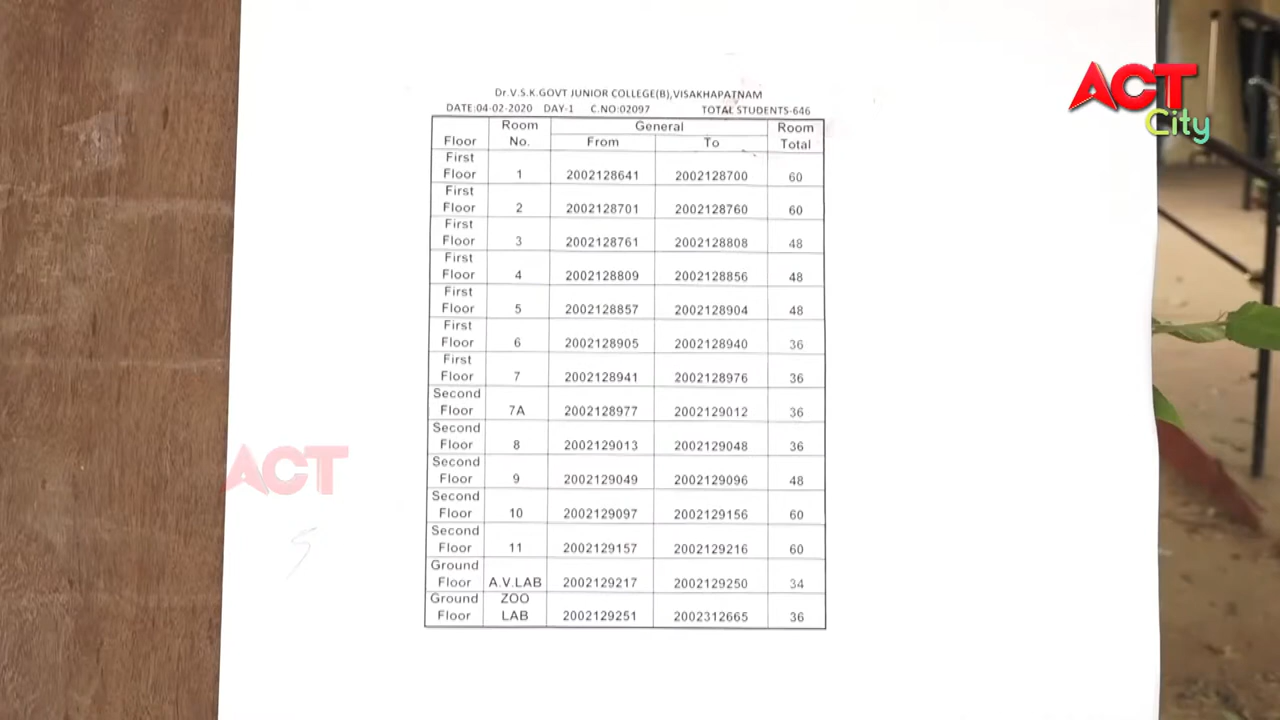 ACT
City
Dr.V.S.K.GOVT JUNIOR COLLEGE(B),VISAKHAPATNAM
DATE:04-02-2020 DAY-1 C.NO:02097 TOTAL STUDENTS-646
Floor Room No. General From To Room Total
First Floor 1 2002128641 2002128700 60
First Floor 2 2002128701 2002128760 60
First Floor 3 2002128761 2002128808 48
First Floor 4 2002128809 2002128856 48
First Floor 5 2002128857 2002128904 48
First Floor 6 2002128905 2002128940 36
First Floor 7 2002128941 2002128976 36
Second Floor 7A 2002128977 2002129012 36
Second Floor 8 2002129013 2002129048 36
Second Floor 9 2002129049 2002129096 48
Second Floor 10 2002129097 2002129156 60
Second Floor 11 2002129157 2002129216 60
Ground Floor A.V.LAB 2002129217 2002129250 34
Ground Floor ZOO LAB 2002129251 2002312665 36
ACT